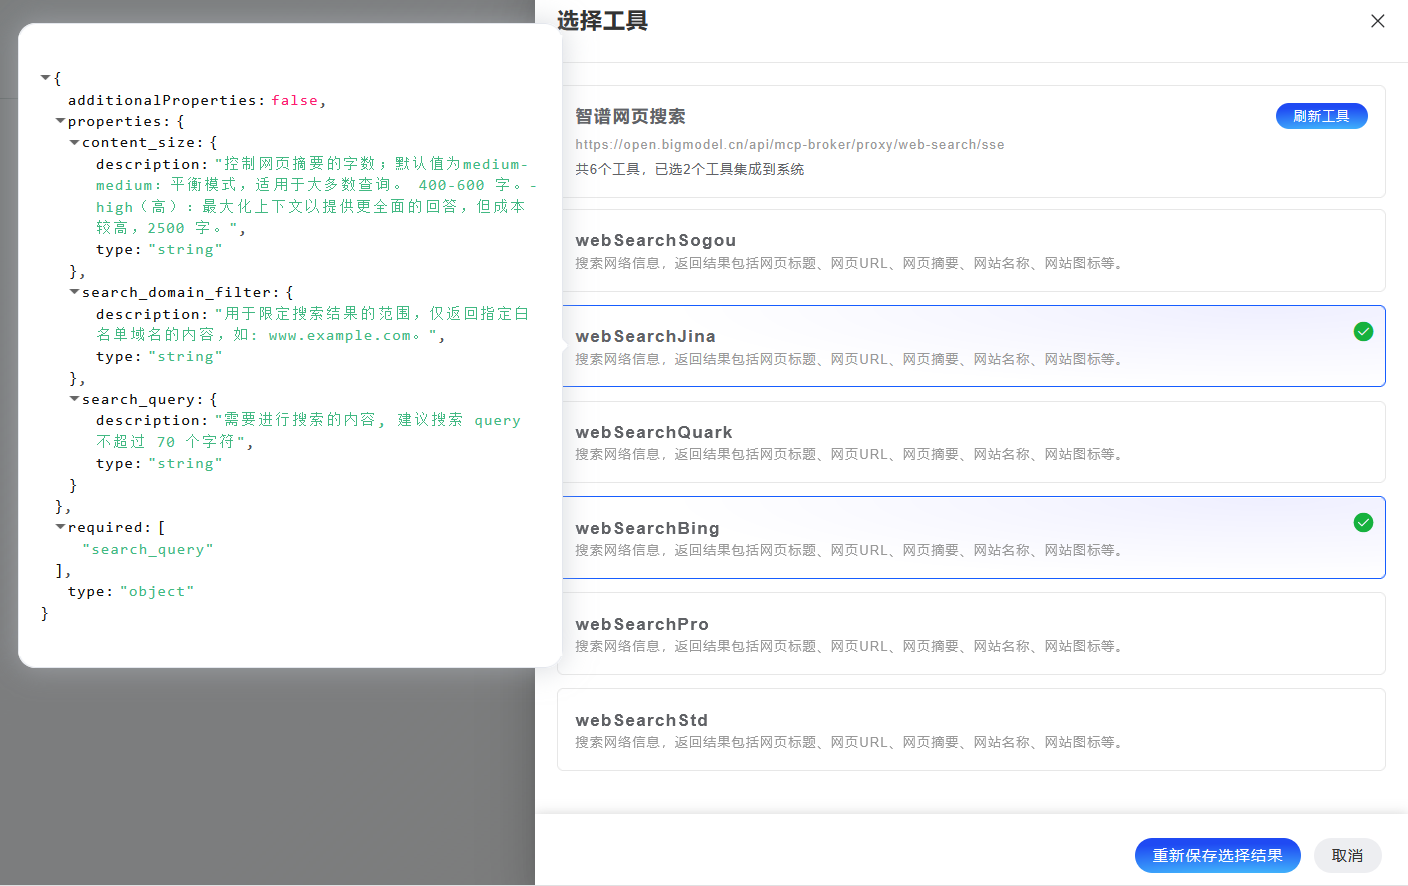 {
additionalProperties: false,
properties: {
content_size: {
description: "控制网页摘要的字数；默认值为medium-
medium：平衡模式，适用于大多数查询。 400-600 字。-
high（高）：最大化上下文以提供更全面的回答，但成本
较高，2500 字。",
type: "string"
},
search_domain_filter: {
description: "用于限定搜索结果的范围，仅返回指定白
名单域名的内容，如: www.example.com。",
type: "string"
},
search_query: {
description: "需要进行搜索的内容, 建议搜索 query
不超过 70 个字符",
type: "string"
}
},
required: [
"search_query"
],
type: "object"
}
选择工具
智谱网页搜索
刷新工具
https://open.bigmodel.cn/api/mcp-broker/proxy/web-search/sse
共6个工具，已选2个工具集成到系统
webSearchSogou
搜索网络信息，返回结果包括网页标题、网页URL、网页摘要、网站名称、网站图标等。
webSearchJina
搜索网络信息，返回结果包括网页标题、网页URL、网页摘要、网站名称、网站图标等。
webSearchQuark
搜索网络信息，返回结果包括网页标题、网页URL、网页摘要、网站名称、网站图标等。
webSearchBing
搜索网络信息，返回结果包括网页标题、网页URL、网页摘要、网站名称、网站图标等。
webSearchPro
搜索网络信息，返回结果包括网页标题、网页URL、网页摘要、网站名称、网站图标等。
webSearchStd
搜索网络信息，返回结果包括网页标题、网页URL、网页摘要、网站名称、网站图标等。
重新保存选择结果
取消